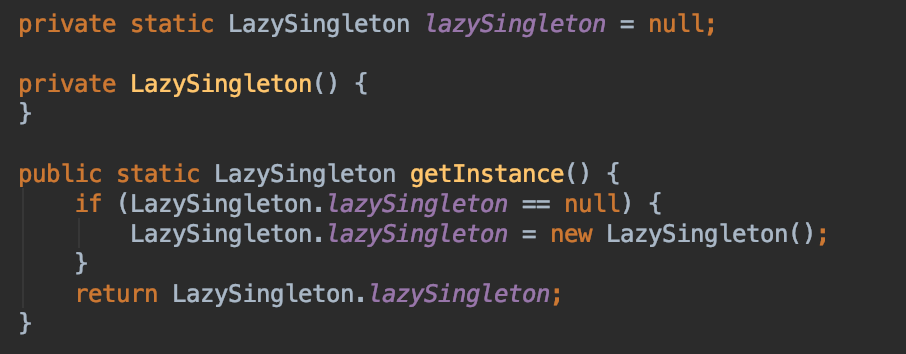 private static LazySingleton lazySingleton = null;
private LazySingleton() {
}
public static LazySingleton getInstance() {
if (LazySingleton.lazySingleton == null) {
LazySingleton.lazySingleton = new LazySingleton();
}
return LazySingleton.lazySingleton;
}